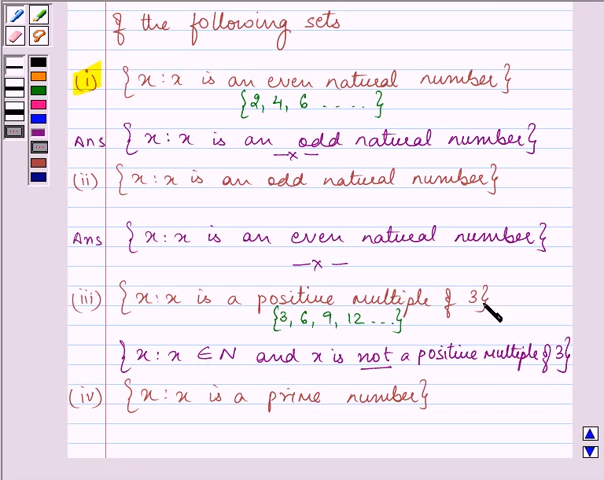 of the following sets
(i) {x : x is an even natural number}
{2, 4, 6 .....}
Ans {x : x is an odd natural number}
—x—
(ii) {x : x is an odd natural number}
Ans {x : x is an even natural number}
—x—
(iii) {x : x is a positive multiple of 3}
{3, 6, 9, 12 ...}
{x : x ∈ N and x is not a positive multiple of 3}
(iv) {x : x is a prime number}